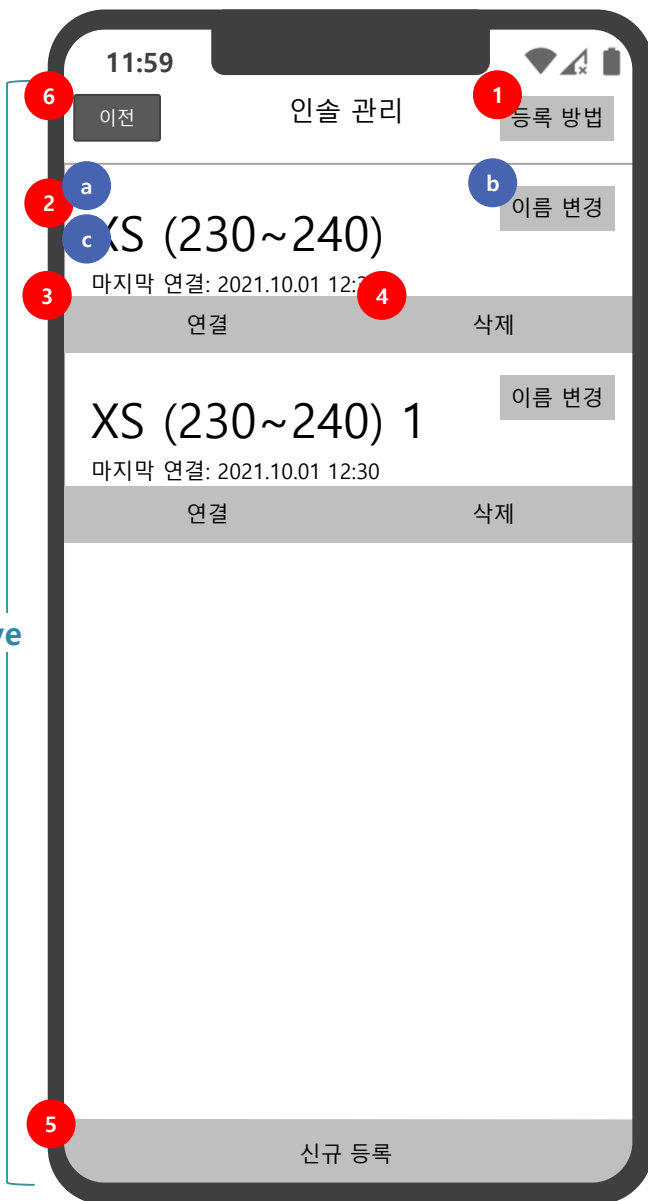 11:59
6
이전
인솔 관리
1
등록 방법
a
b
2
이름 변경
c
XS (230~240)
마지막 연결: 2021.10.01 12:3
3
4
연결
삭제
이름 변경
XS (230~240) 1
마지막 연결: 2021.10.01 12:30
연결
삭제
5
신규 등록